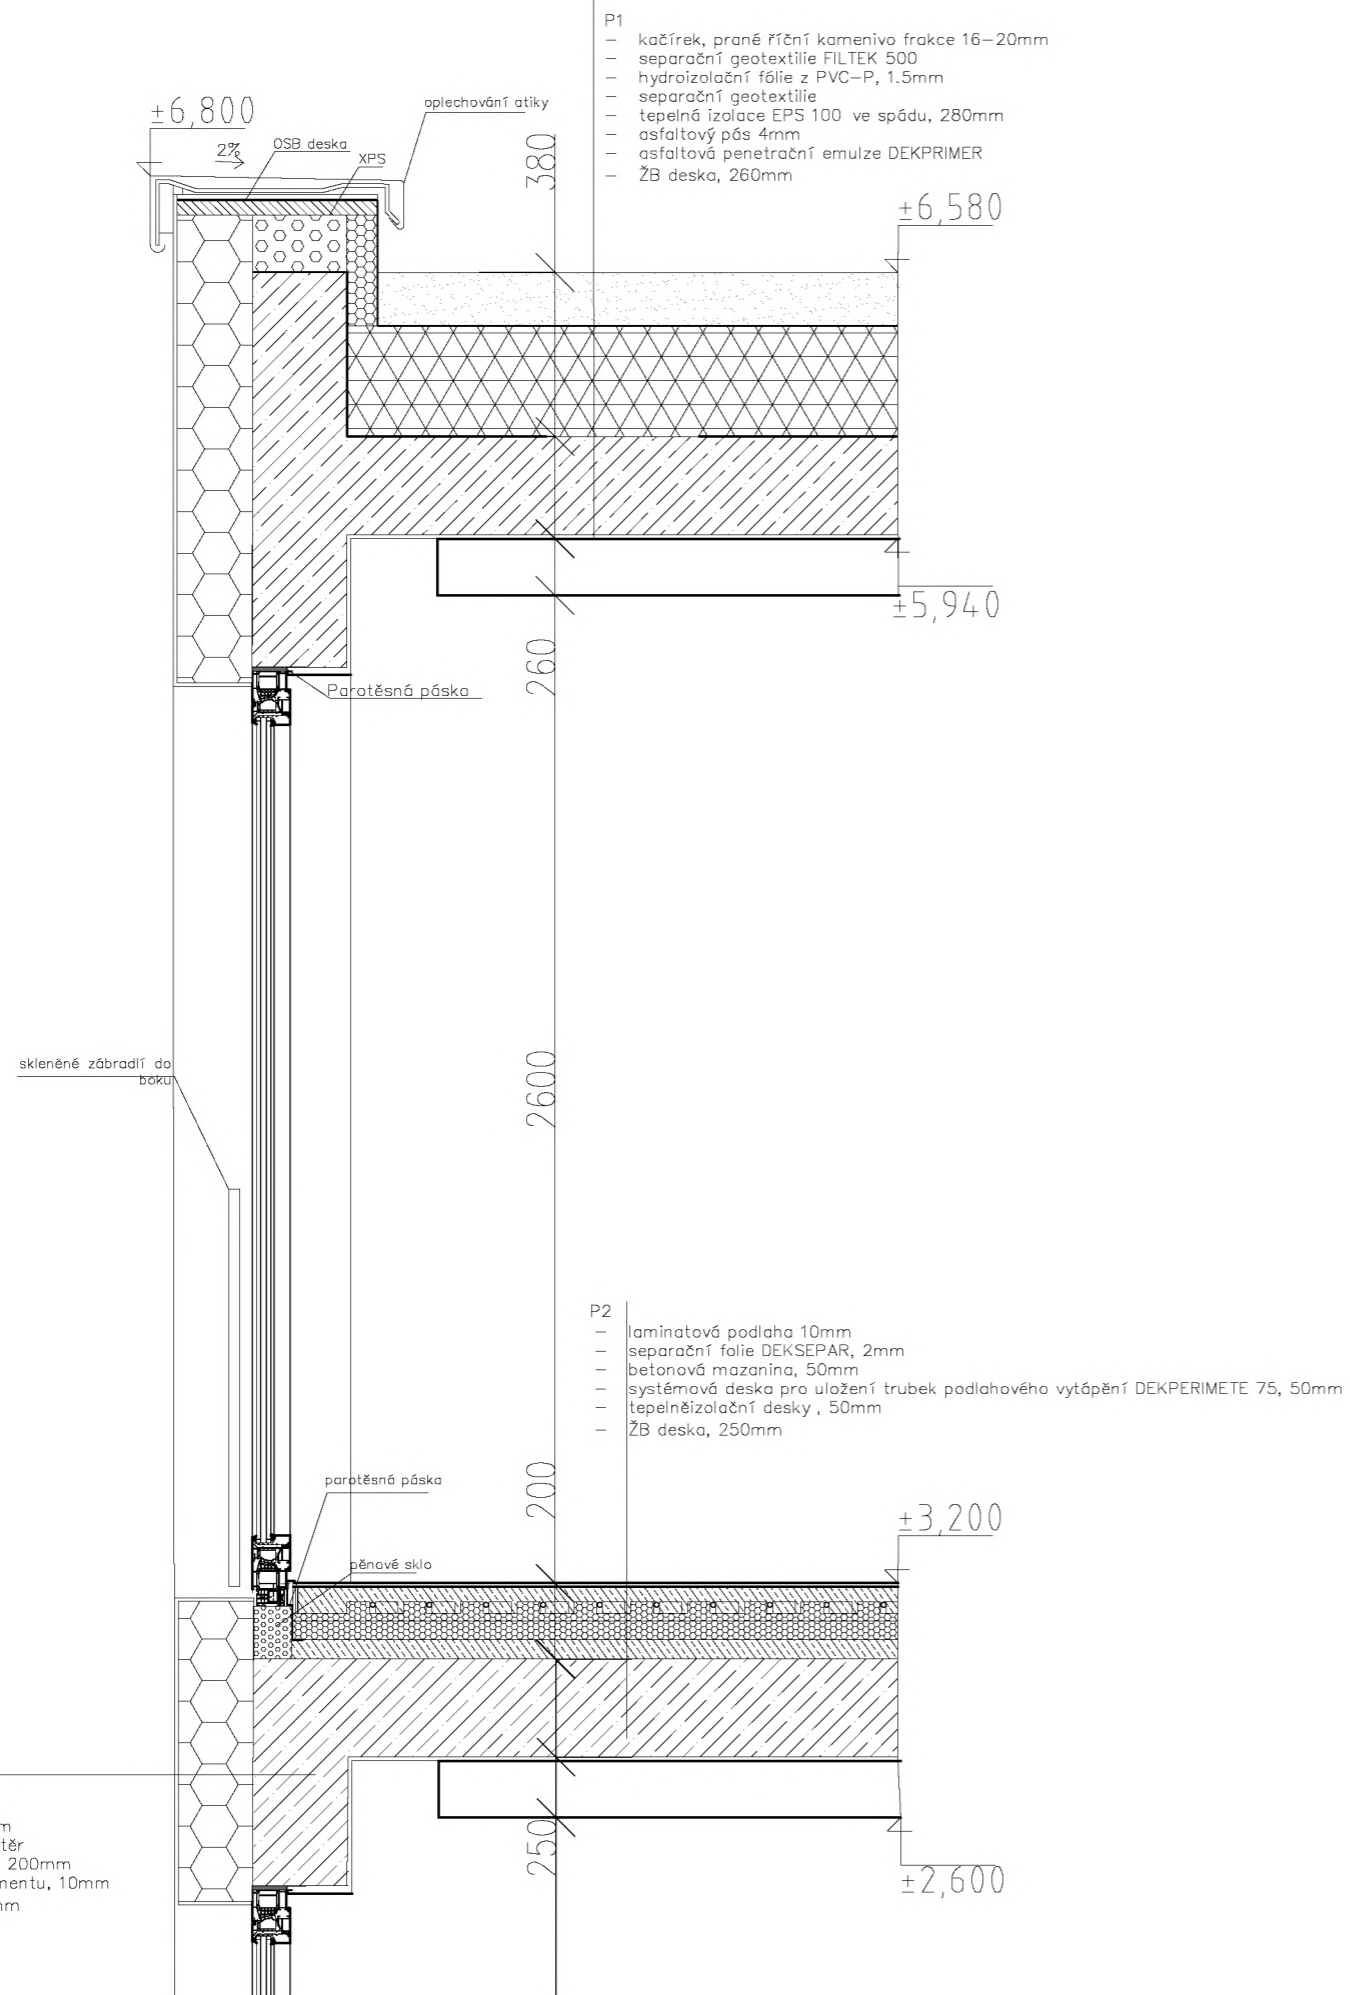 P1
– kačírek, prané říční kamenivo frakce 16–20mm
– separační geotextilie FILTEK 500
– hydroizolační fólie z PVC–P, 1.5mm
– separační geotextilie
– tepelná izolace EPS 100 ve spádu, 280mm
– asfaltový pás 4mm
– asfaltová penetrační emulze DEKPRIMER
– ŽB deska, 260mm
±6,800
oplechování atiky
2%
OSB deska
XPS
380
±6,580
±5,940
260
Parotěsná páska
2600
skleněné zábradlí do
boku
P2
– laminatová podlaha 10mm
– separační folie DEKSEPAR, 2mm
– betonová mazanina, 50mm
– systémová deska pro uložení trubek podlahového vytápění DEKPERIMETE 75, 50mm
– tepelněizolační desky , 50mm
– ŽB deska, 250mm
200
parotěsná páska
±3,200
pěnové sklo
m
těr
200mm
mentu, 10mm
mm
250
±2,600